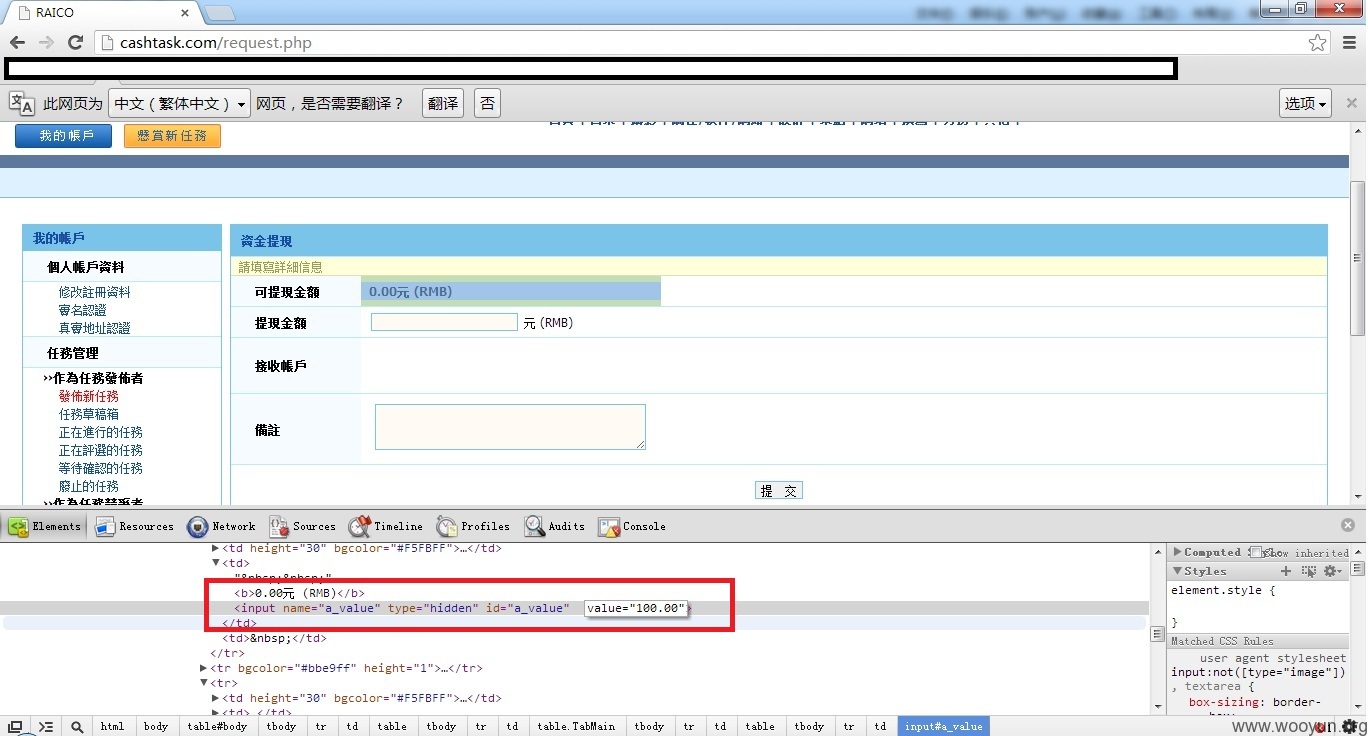 RAICO
cashtask.com/request.php
此网页为 中文（繁体中文） 网页，是否需要翻译？ 翻译 否 选项
我的帳戶 懸賞新任務
我的帳戶
個人帳戶資料
修改註冊資料
實名認證
真實地址認證
任務管理
››作為任務發佈者
發佈新任務
任務草稿箱
正在進行的任務
正在評選的任務
等待確認的任務
廢止的任務
資金提現
請填寫詳細信息
可提現金額 0.00元 (RMB)
提現金額 元 (RMB)
接收帳戶
備註
提 交
Elements Resources Network Sources Timeline Profiles Audits Console
<td height="30" bgcolor="#F5FBFF">…</td>
<td>
"&nbsp;&nbsp;"
<b>0.00元 (RMB)</b>
<input name="a_value" type="hidden" id="a_value" value="100.00">
</td>
<td>&nbsp;</td>
</tr>
<tr bgcolor="#bbe9ff" height="1">…</tr>
<tr>
<td height="30" bgcolor="#F5FBFF">…</td>
<td> </td>
Computed Show inherited
Styles
element.style {
}
Matched CSS Rules
user agent stylesheet
input:not([type="image"])
, textarea {
box-sizing: border-
html body table#body tbody tr td table tbody tr td table.TabMain tbody tr td table tbody tr td input#a_value
www.wooyun.org